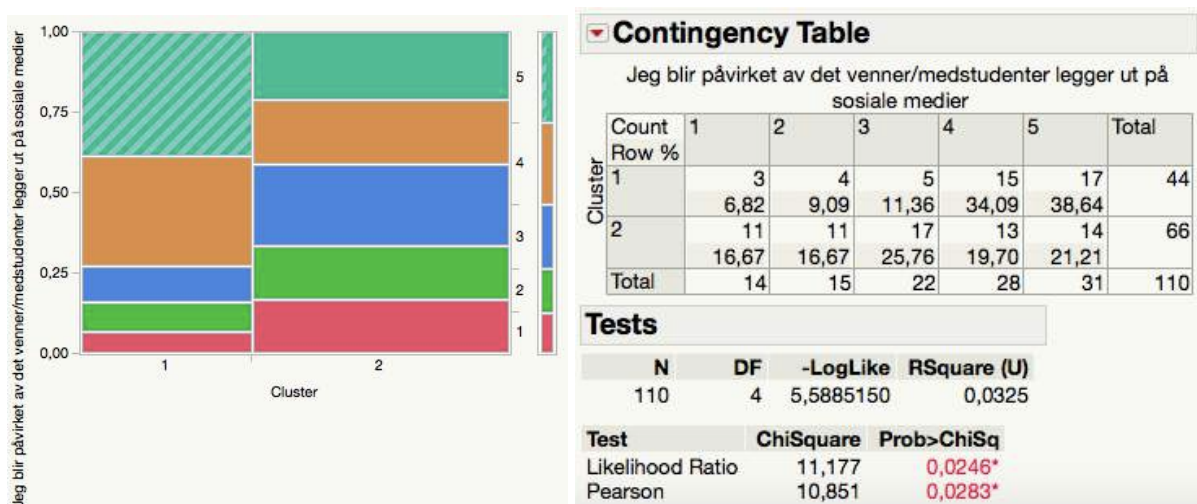 Jeg blir påvirket av det venner/medstudenter legger ut på sosiale medier
1,00
0,75
0,50
0,25
0,00
5
4
3
2
1
1 2
Cluster
Contingency Table
Jeg blir påvirket av det venner/medstudenter legger ut på
sosiale medier
Cluster
Count 1 2 3 4 5 Total
Row %
1 3 4 5 15 17 44
6,82 9,09 11,36 34,09 38,64
2 11 11 17 13 14 66
16,67 16,67 25,76 19,70 21,21
Total 14 15 22 28 31 110
Tests
N DF -LogLike RSquare (U)
110 4 5,5885150 0,0325
Test ChiSquare Prob>ChiSq
Likelihood Ratio 11,177 0,0246*
Pearson 10,851 0,0283*